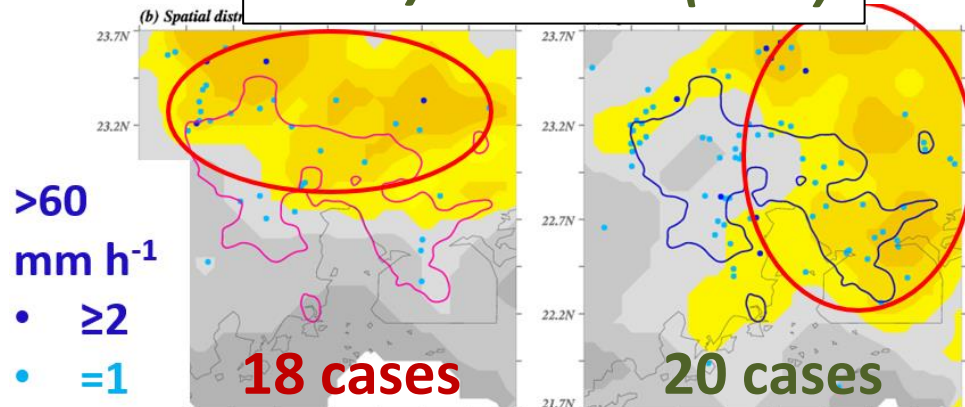 (b) Spatial
23.7N
23.7N
23.2N
23.2N
>60
mm h-1
• ≥2
• =1
22.7N
22.2N
21.7N
18 cases
20 cases